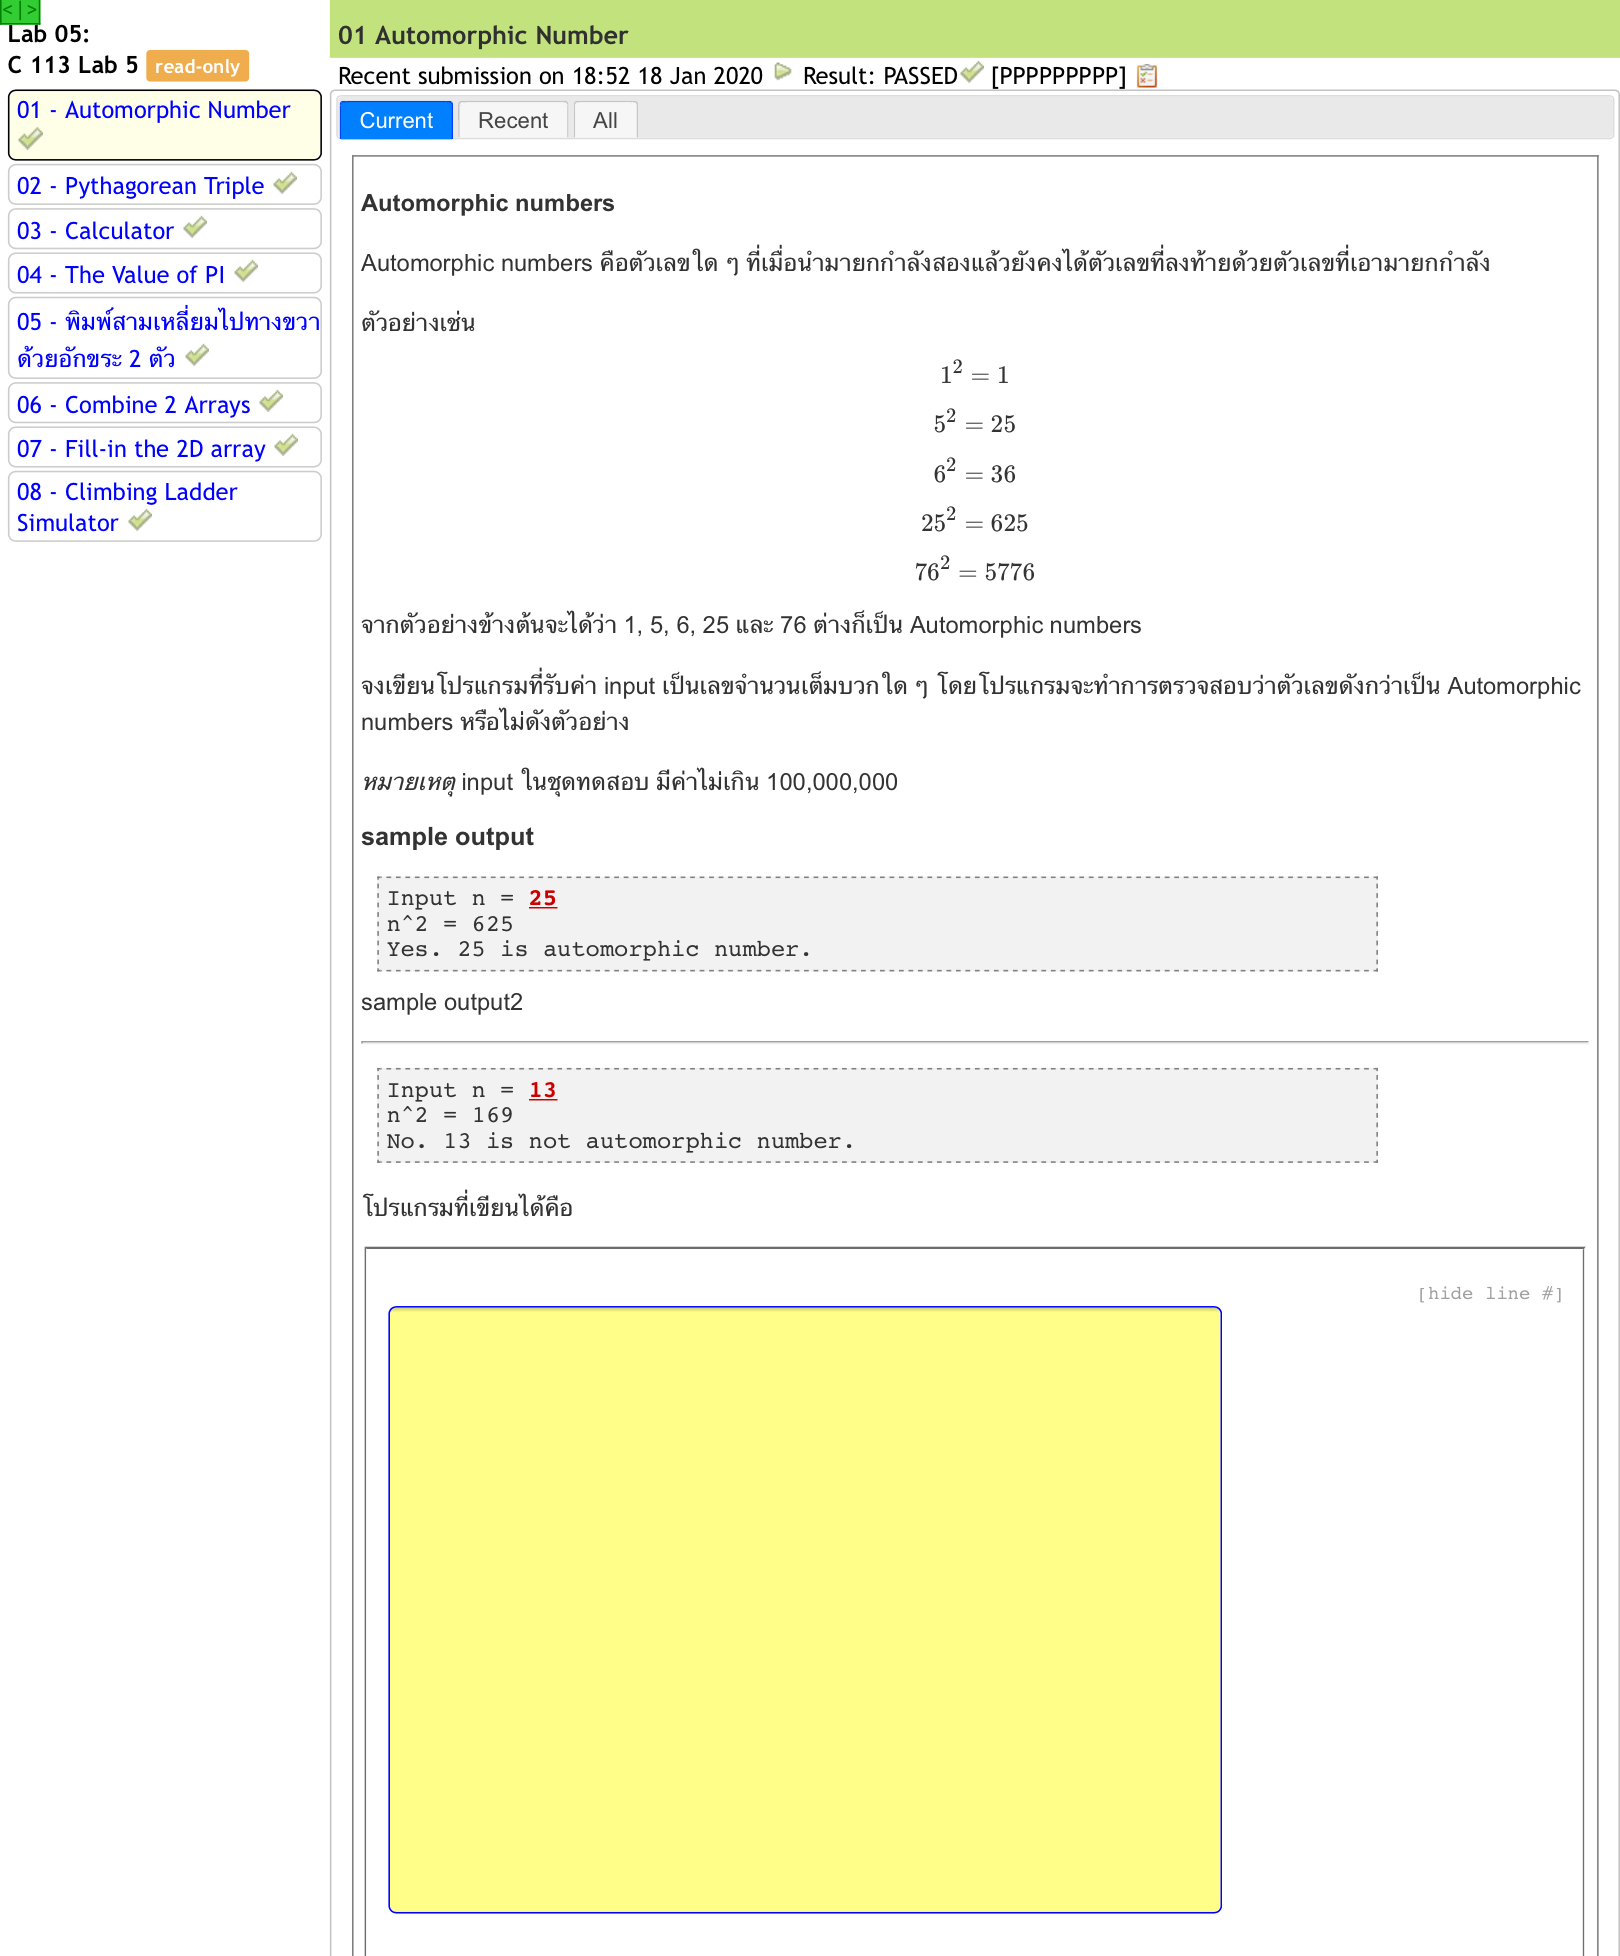 <|>
Lab 05:
C 113 Lab 5 read-only
01 - Automorphic Number
02 - Pythagorean Triple
03 - Calculator
04 - The Value of PI
05 - พิมพ์สามเหลี่ยมไปทางขวา
ด้วยอักขระ 2 ตัว
06 - Combine 2 Arrays
07 - Fill-in the 2D array
08 - Climbing Ladder
Simulator
01 Automorphic Number
Recent submission on 18:52 18 Jan 2020 Result: PASSED [PPPPPPPPP]
Current Recent All
Automorphic numbers
Automorphic numbers คือตัวเลขใด ๆ ที่เมื่อนำมายกกำลังสองแล้วยังคงได้ตัวเลขที่ลงท้ายด้วยตัวเลขที่เอามายกกำลัง
ตัวอย่างเช่น
1² = 1
5² = 25
6² = 36
25² = 625
76² = 5776
จากตัวอย่างข้างต้นจะได้ว่า 1, 5, 6, 25 และ 76 ต่างก็เป็น Automorphic numbers
จงเขียนโปรแกรมที่รับค่า input เป็นเลขจำนวนเต็มบวกใด ๆ โดยโปรแกรมจะทำการตรวจสอบว่าตัวเลขดังกว่าเป็น Automorphic
numbers หรือไม่ดังตัวอย่าง
หมายเหตุ input ในชุดทดสอบ มีค่าไม่เกิน 100,000,000
sample output
Input n = 25
n^2 = 625
Yes. 25 is automorphic number.
sample output2
Input n = 13
n^2 = 169
No. 13 is not automorphic number.
โปรแกรมที่เขียนได้คือ
[hide line #]